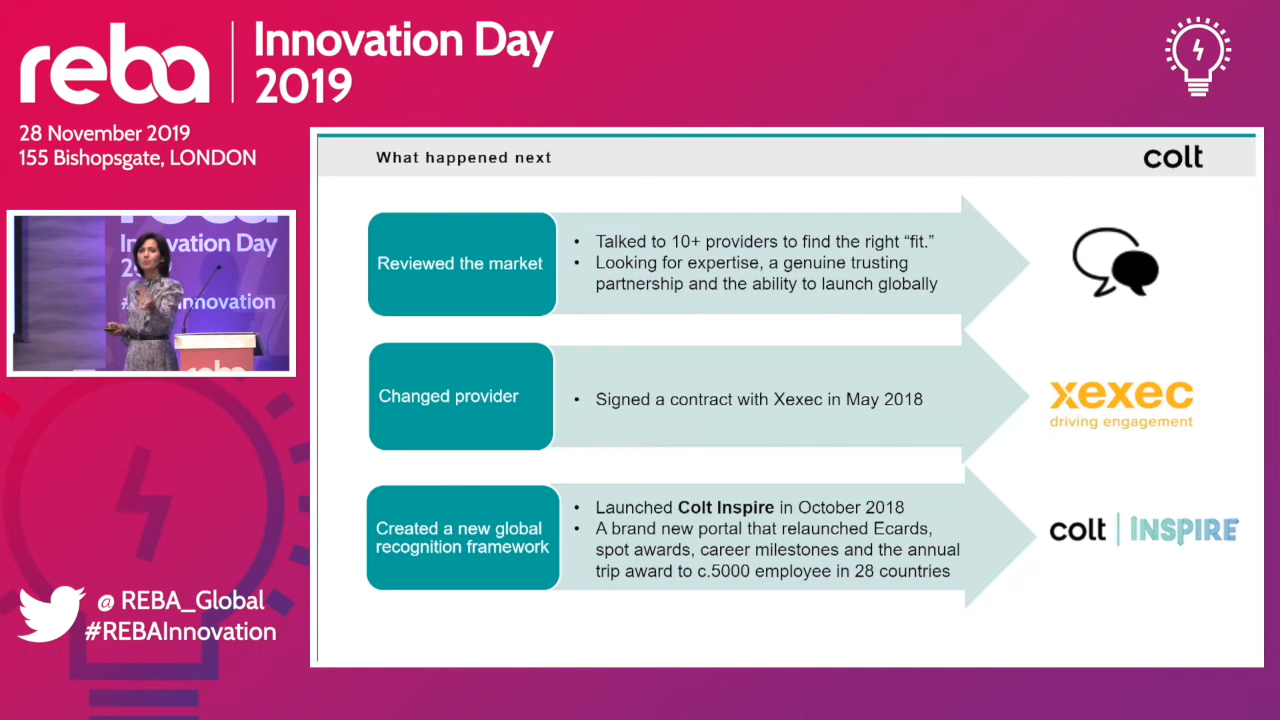 reba
Innovation Day
2019
28 November 2019
155 Bishopsgate, LONDON
What happened next
colt
Reviewed the market
• Talked to 10+ providers to find the right “fit.”
• Looking for expertise, a genuine trusting
partnership and the ability to launch globally
Changed provider
• Signed a contract with Xexec in May 2018
xexec
driving engagement
Created a new global
recognition framework
• Launched Colt Inspire in October 2018
• A brand new portal that relaunched Ecards,
spot awards, career milestones and the annual
trip award to c.5000 employee in 28 countries
colt | INSPIRE
Innovation Day
reba
@ REBA_Global
#REBAInnovation